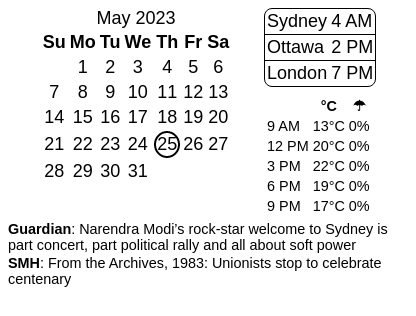 May 2023
Su Mo Tu We Th Fr Sa
1 2 3 4 5 6
7 8 9 10 11 12 13
14 15 16 17 18 19 20
21 22 23 24 25 26 27
28 29 30 31
Sydney 4 AM
Ottawa 2 PM
London 7 PM
°C ☂
9 AM 13°C 0%
12 PM 20°C 0%
3 PM 22°C 0%
6 PM 19°C 0%
9 PM 17°C 0%
Guardian: Narendra Modi’s rock-star welcome to Sydney is
part concert, part political rally and all about soft power
SMH: From the Archives, 1983: Unionists stop to celebrate
centenary